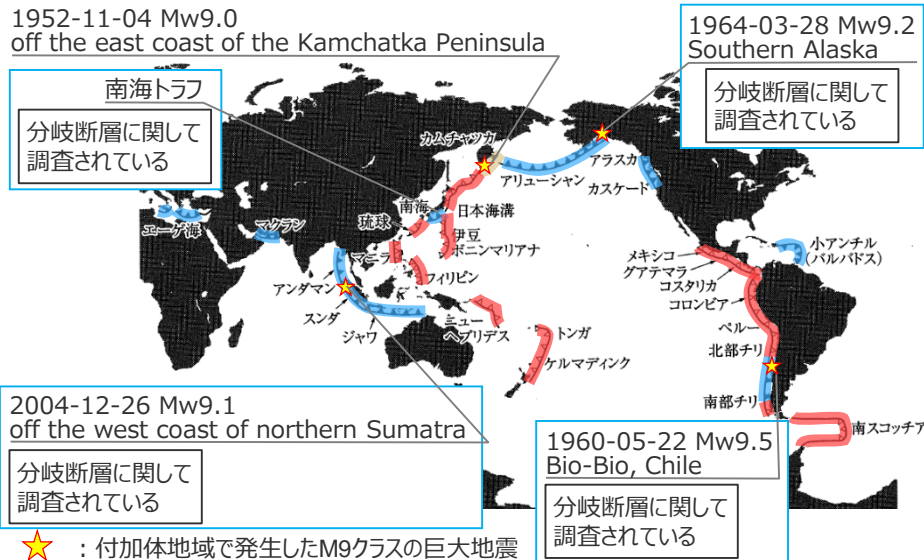 1952-11-04 Mw9.0
off the east coast of the Kamchatka Peninsula
1964-03-28 Mw9.2
Southern Alaska
分岐断層に関して
調査されている
南海トラフ
分岐断層に関して
調査されている
カムチャツカ
アリューシャン
アラスカ
カスケード
南海
日本海溝
琉球
伊豆
ボニンマリアナ
エーゲ海
マクラン
マニラ
フィリピン
アンダマン
スンダ
ジャワ
ニュー
ヘブリデス
トンガ
ケルマディック
メキシコ
グアテマラ
コスタリカ
コロンビア
小アンチル
(バルバドス)
ペルー
北部チリ
南部チリ
南スコッチア
2004-12-26 Mw9.1
off the west coast of northern Sumatra
分岐断層に関して
調査されている
1960-05-22 Mw9.5
Bio-Bio, Chile
分岐断層に関して
調査されている
：付加体地域で発生したM9クラスの巨大地震